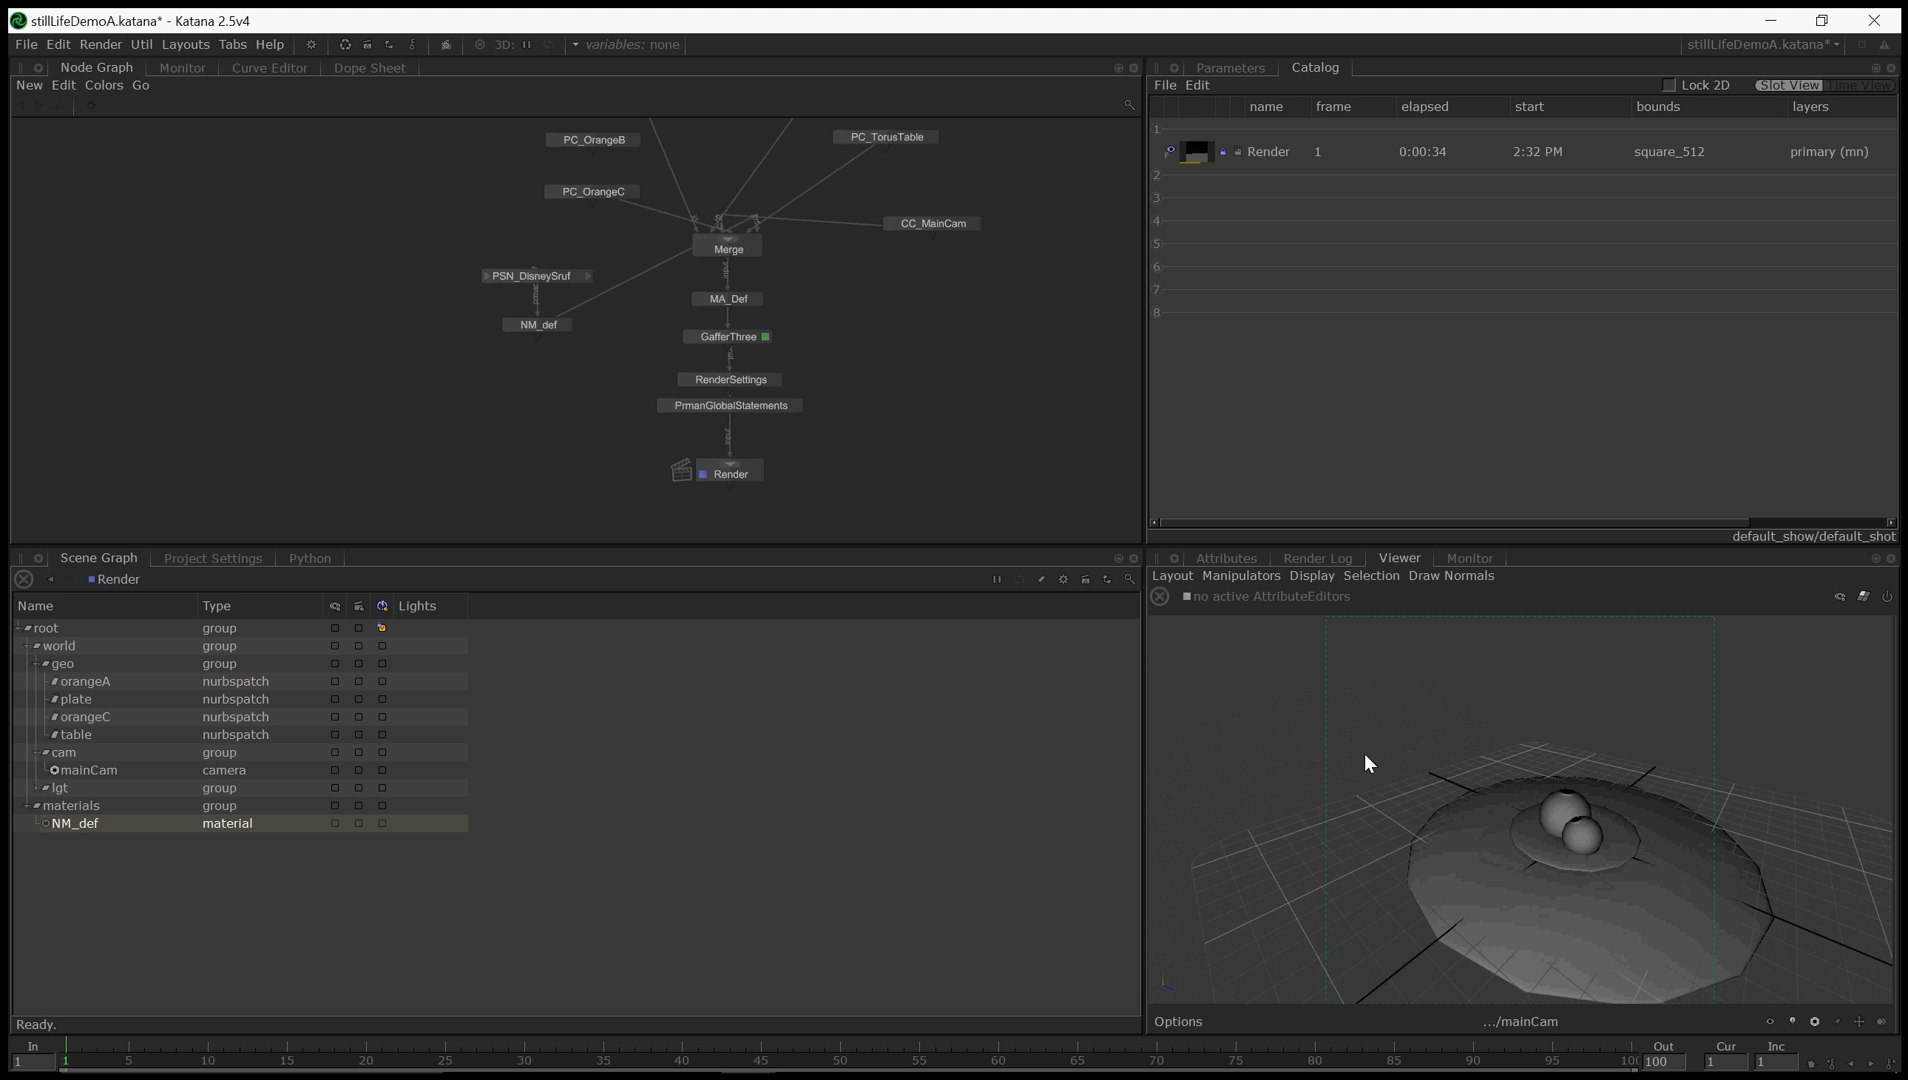 stillLifeDemoA.katana* - Katana 2.5v4
File Edit Render Util Layouts Tabs Help 3D: variables: none stillLifeDemoA.katana*
Node Graph Monitor Curve Editor Dope Sheet
New Edit Colors Go
PC_OrangeB
PC_TorusTable
PC_OrangeC
CC_MainCam
Merge
PSN_DisneySruf
input
MA_Def
NM_def
GafferThree
RenderSettings
PrmanGlobalStatements
input
Render
Parameters Catalog
File Edit Lock 2D Slot View Time View
name frame elapsed start bounds layers
1
Render 1 0:00:34 2:32 PM square_512 primary (mn)
2
3
4
5
6
7
8
default_show/default_shot
Scene Graph Project Settings Python
Render
Name Type Lights
root group
world group
geo group
orangeA nurbspatch
plate nurbspatch
orangeC nurbspatch
table nurbspatch
cam group
mainCam camera
lgt group
materials group
NM_def material
Ready.
Attributes Render Log Viewer Monitor
Layout Manipulators Display Selection Draw Normals
no active AttributeEditors
Options .../mainCam
In Out Cur Inc
1 1 5 10 15 20 25 30 35 40 45 50 55 60 65 70 75 80 85 90 95 100 100 1 1